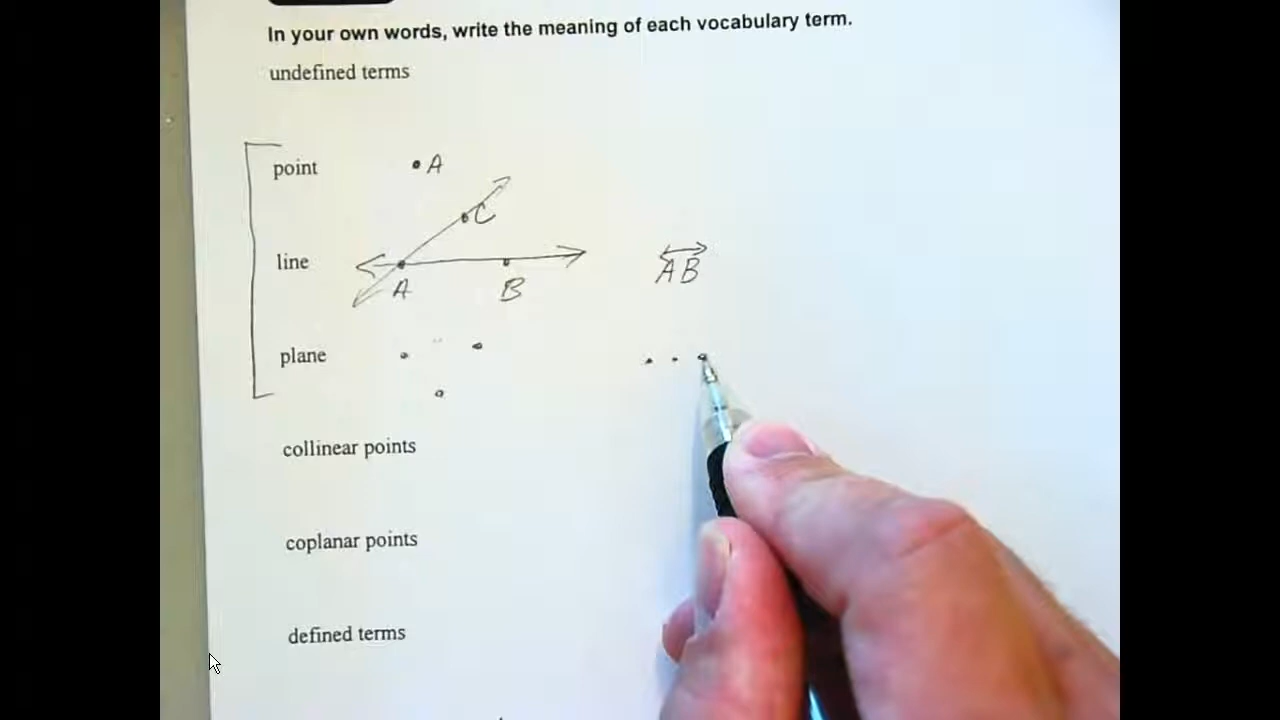 In your own words, write the meaning of each vocabulary term.
undefined terms
point A
C
line AB
A B
plane
collinear points
coplanar points
defined terms